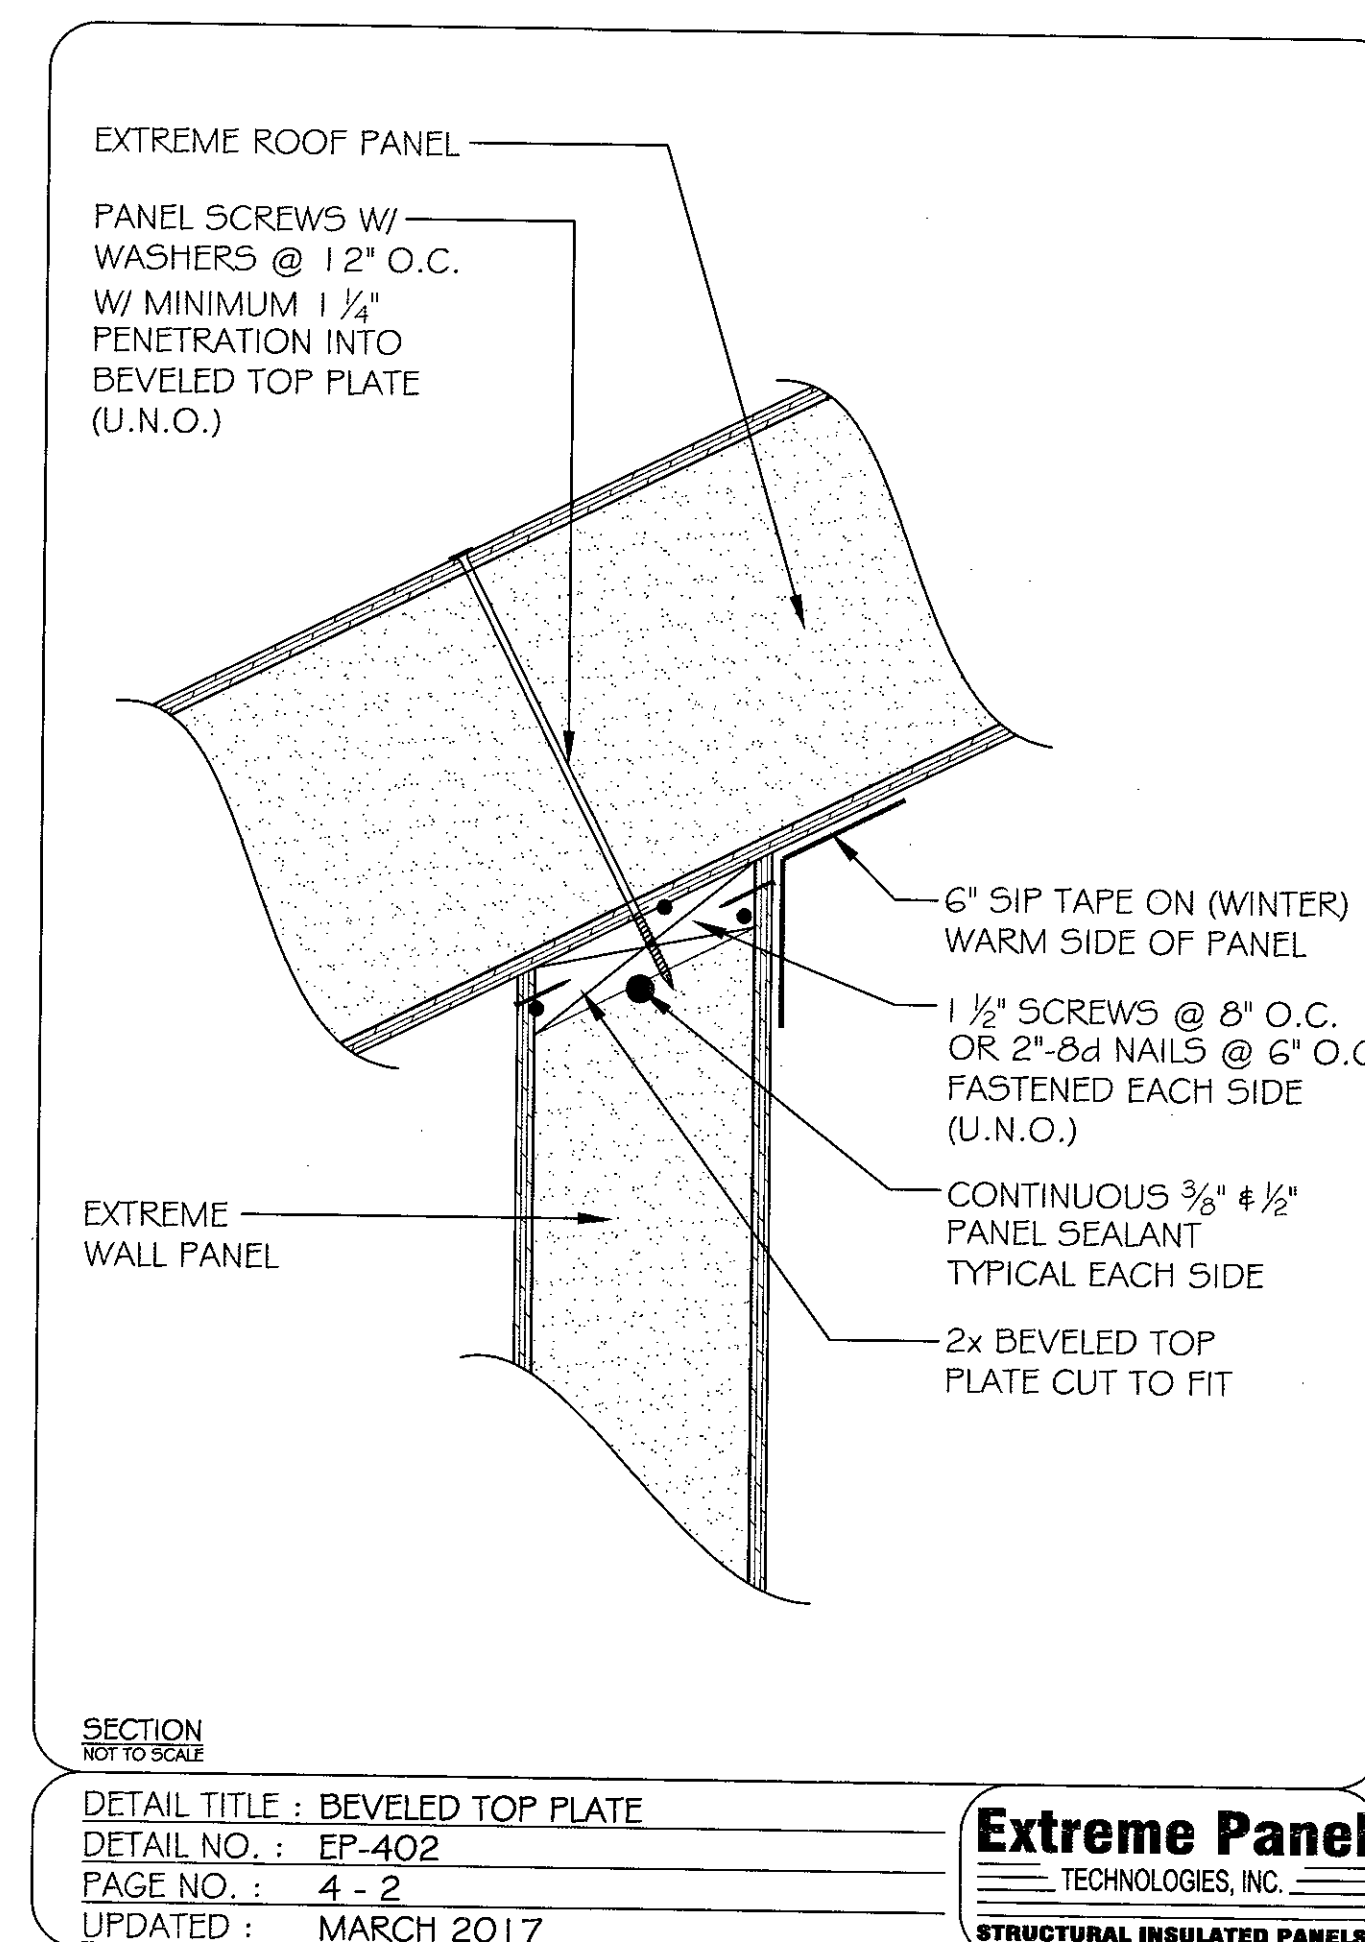 EXTREME ROOF PANEL
PANEL SCREWS W/
WASHERS @ 12" O.C.
W/ MINIMUM 1 1/4"
PENETRATION INTO
BEVELED TOP PLATE
(U.N.O.)
6" SIP TAPE ON (WINTER)
WARM SIDE OF PANEL
1 1/2" SCREWS @ 8" O.C.
OR 2"-8d NAILS @ 6" O.C
FASTENED EACH SIDE
(U.N.O.)
CONTINUOUS 3/8" & 1/2"
PANEL SEALANT
TYPICAL EACH SIDE
2x BEVELED TOP
PLATE CUT TO FIT
EXTREME
WALL PANEL
SECTION
NOT TO SCALE
DETAIL TITLE : BEVELED TOP PLATE
DETAIL NO. : EP-402
PAGE NO. : 4 - 2
UPDATED : MARCH 2017
Extreme Panel
TECHNOLOGIES, INC.
STRUCTURAL INSULATED PANELS